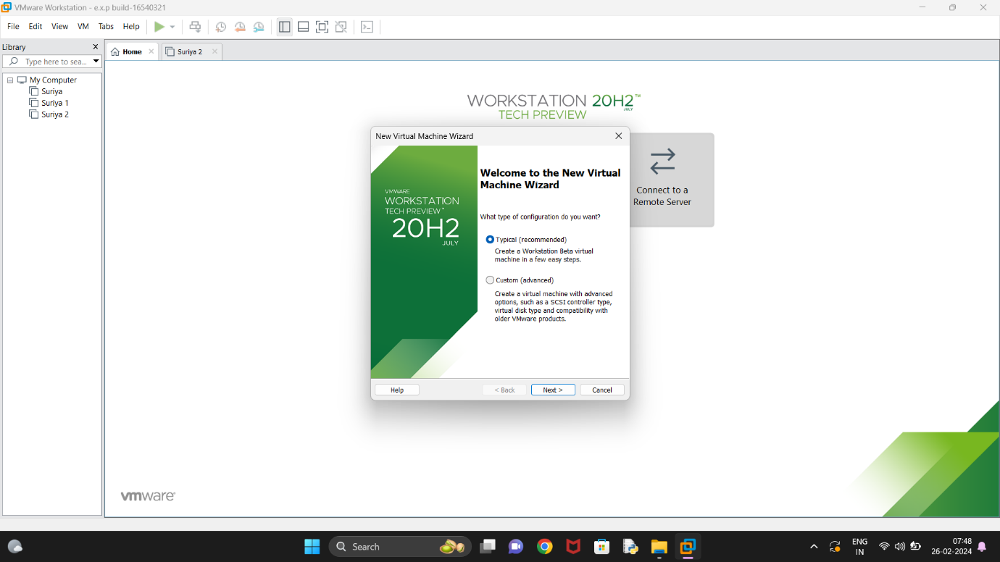 VMware Workstation - e.x.p build-16540321
File Edit View VM Tabs Help
Library
Type here to sea...
My Computer
Suriya
Suriya 1
Suriya 2
Home
Suriya 2
WORKSTATION 20H2™
JULY
TECH PREVIEW
Connect to a
Remote Server
New Virtual Machine Wizard
VMWARE
WORKSTATION
TECH PREVIEW™
20H2
JULY
Welcome to the New Virtual
Machine Wizard
What type of configuration do you want?
Typical (recommended)
Create a Workstation Beta virtual
machine in a few easy steps.
Custom (advanced)
Create a virtual machine with advanced
options, such as a SCSI controller type,
virtual disk type and compatibility with
older VMware products.
Help < Back Next > Cancel
vmware®
Search
ENG
IN
07:48
26-02-2024